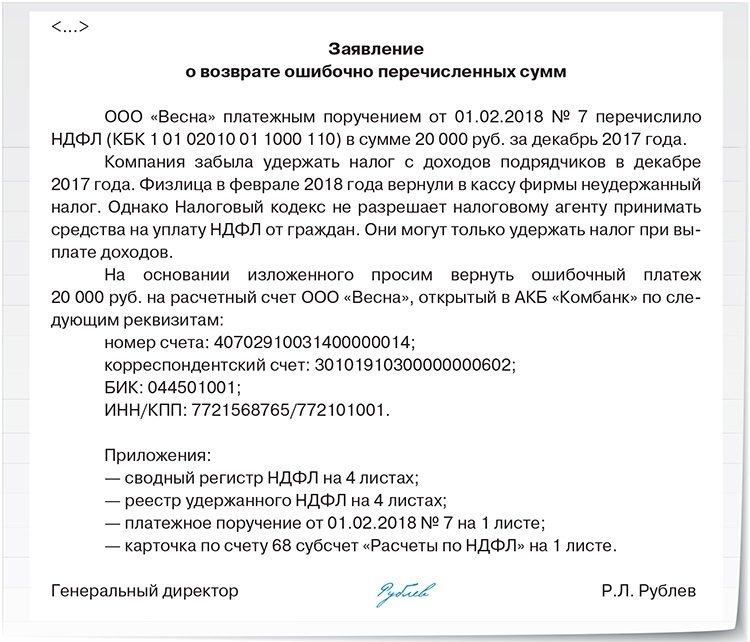 <...>
Заявление
о возврате ошибочно перечисленных сумм
ООО «Весна» платежным поручением от 01.02.2018 № 7 перечислило
НДФЛ (КБК 1 01 02010 01 1000 110) в сумме 20 000 руб. за декабрь 2017 года.
Компания забыла удержать налог с доходов подрядчиков в декабре
2017 года. Физлица в феврале 2018 года вернули в кассу фирмы неудержанный
налог. Однако Налоговый кодекс не разрешает налоговому агенту принимать
средства на уплату НДФЛ от граждан. Они могут только удержать налог при вы-
плате доходов.
На основании изложенного просим вернуть ошибочный платеж
20 000 руб. на расчетный счет ООО «Весна», открытый в АКБ «Комбанк» по сле-
дующим реквизитам:
номер счета: 40702910031400000014;
корреспондентский счет: 30101910300000000602;
БИК: 044501001;
ИНН/КПП: 7721568765/772101001.
Приложения:
— сводный регистр НДФЛ на 4 листах;
— реестр удержанного НДФЛ на 4 листах;
— платежное поручение от 01.02.2018 № 7 на 1 листе;
— карточка по счету 68 субсчет «Расчеты по НДФЛ» на 1 листе.
Генеральный директор Рублев Р.Л. Рублев